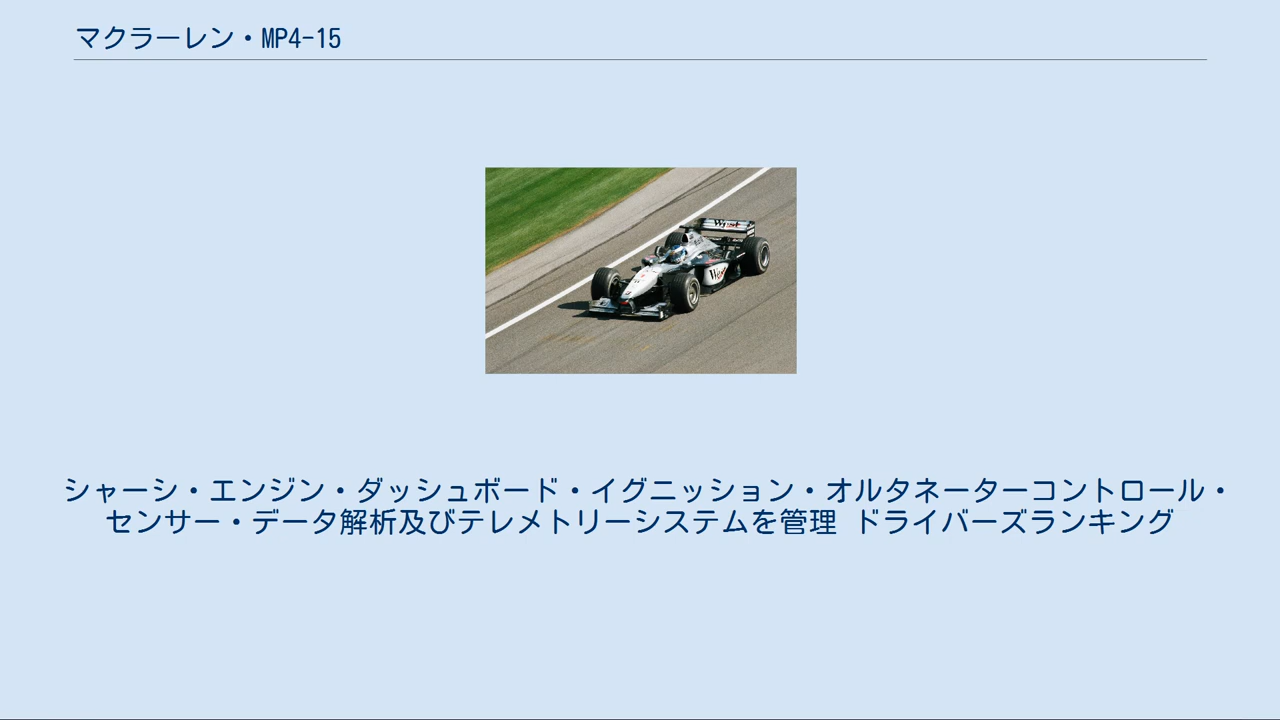 マクラーレン・MP4-15
West
シャーシ・エンジン・ダッシュボード・イグニッション・オルタネーターコントロール・
センサー・データ解析及びテレメトリーシステムを管理 ドライバーズランキング